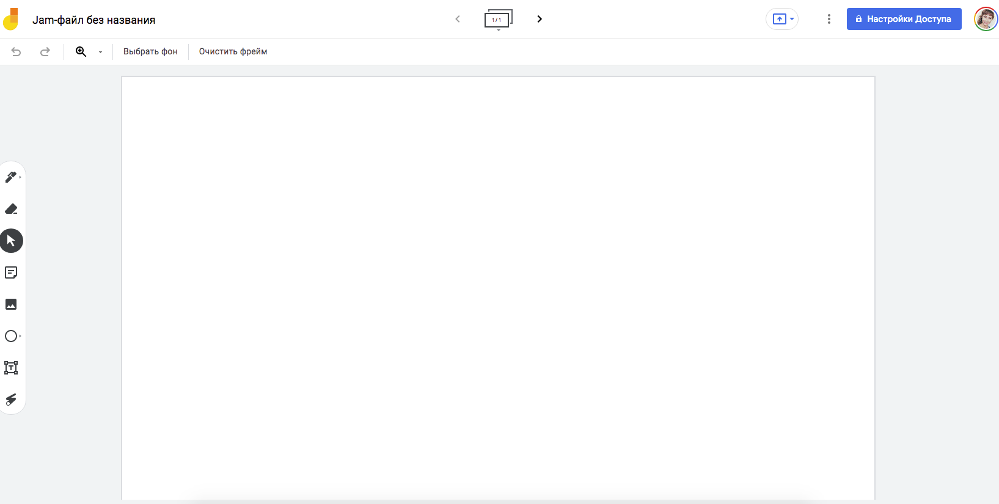 Jam-файл без названия
1/1
Настройки Доступа
Выбрать фон
Очистить фрейм
T